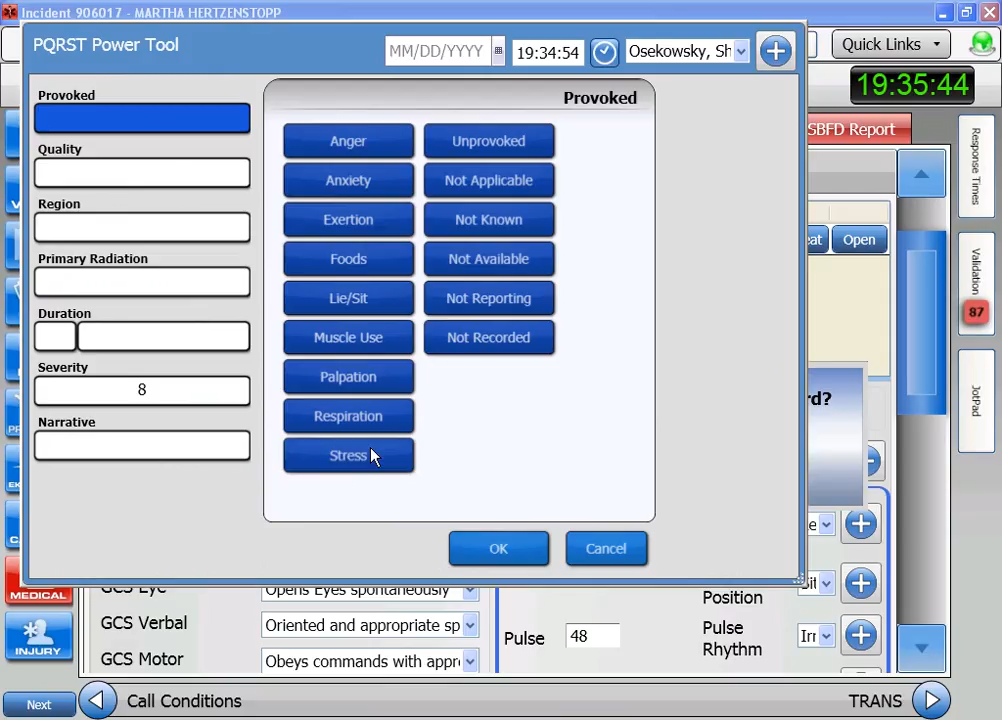 Incident 906017 - MARTHA HERTZENSTOPP
PQRST Power Tool
MM/DD/YYYY
19:34:54
Osekowsky, Sh
Quick Links
19:35:44
SBFD Report
Response Times
Validation
87
JotPad
Provoked
Quality
Region
Primary Radiation
Duration
Severity
8
Narrative
Provoked
Anger
Unprovoked
Anxiety
Not Applicable
Exertion
Not Known
Foods
Not Available
Lie/Sit
Not Reporting
Muscle Use
Not Recorded
Palpation
Respiration
Stress
OK
Cancel
Open
rd?
MEDICAL
INJURY
GCS Eye
Opens Eyes spontaneously
GCS Verbal
Oriented and appropriate sp
GCS Motor
Obeys commands with appr
Position
Pulse
48
Pulse
Rhythm
Irr
Next
Call Conditions
TRANS